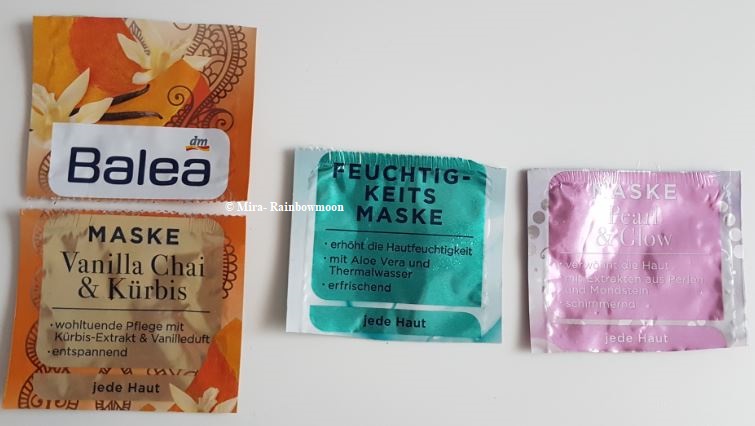 dm
Balea
© Mira- Rainbowmoon
MASKE
Vanilla Chai
& Kürbis
• wohltuende Pflege mit
Kürbis-Extrakt & Vanilleduft
• entspannend
jede Haut
FEUCHTIG-
KEITS
MASKE
• erhöht die Hautfeuchtigkeit
• mit Aloe Vera und
Thermalwasser
• erfrischend
jede Haut
MASKE
Pearl
& Glow
• verwöhnt die Haut
mit Extrakten aus Perlen
und Mondstein
• schimmernd
jede Haut